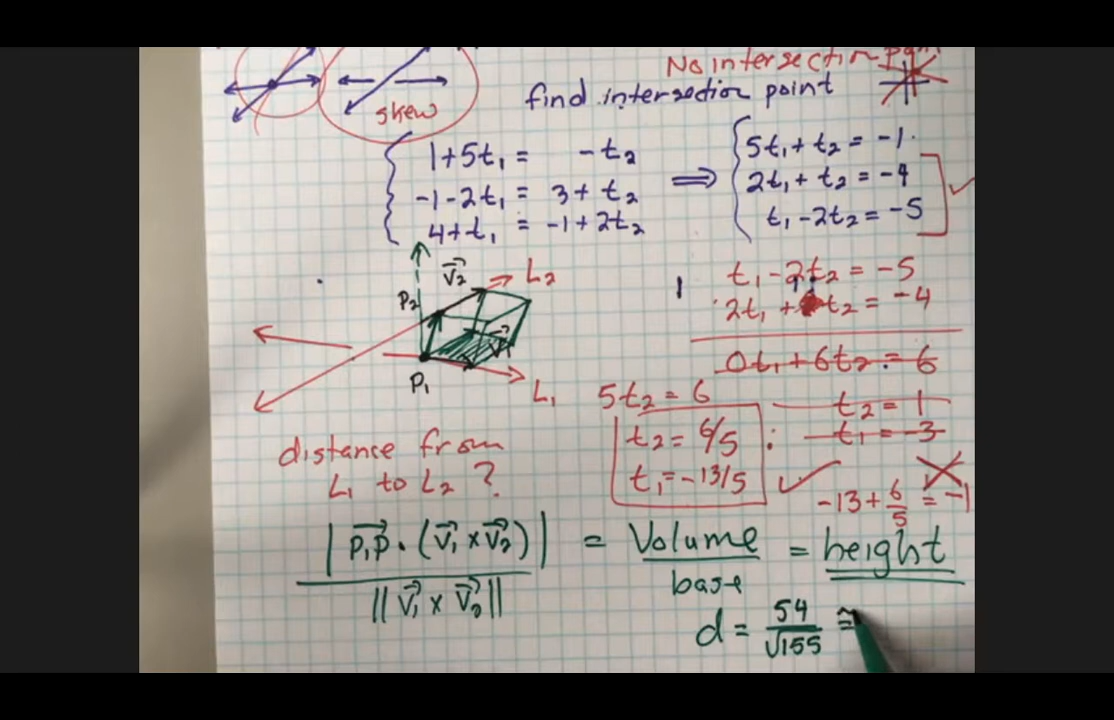 No intersection point
find intersection point
skew
1+5t₁ = -t₂
-1-2t₁ = 3+t₂
4+t₁ = -1+2t₂
⟹
5t₁+t₂ = -1
2t₁+t₂ = -4
t₁-2t₂ = -5
V₂→
L₂
P₂
V₁→
P₁
L₁
t₁-2t₂ = -5
2t₁+t₂ = -4
0t₁+6t₂ = 6
5t₂ = 6
t₂ = 1
t₂ = 6/5 :
t₁ = -3
t₁ = -13/5
-13+6/5 = -1
distance from
L₁ to L₂ ?
|P₁P→ · (V₁→ × V₂→)| / ||V₁→ × V₂→|| = Volume / base = height
d = 54/√155 ≅